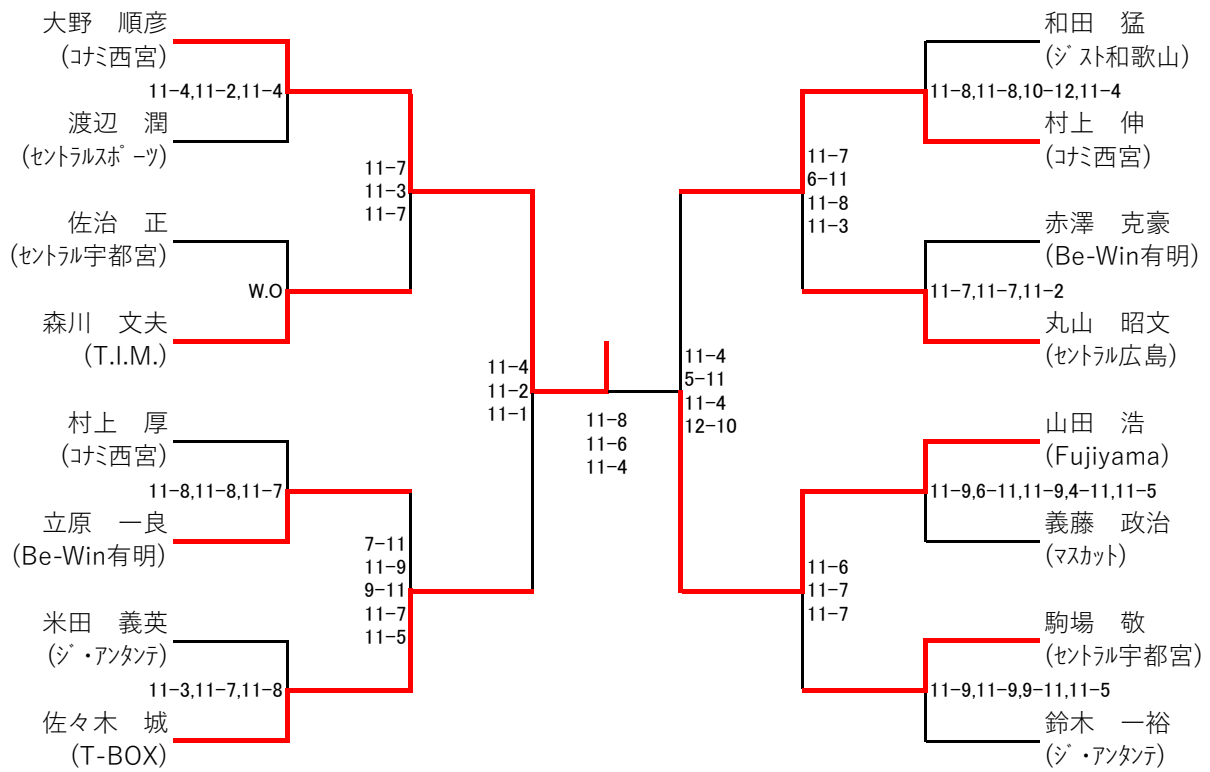 大野　順彦
(ｺﾅﾐ西宮)
11-4,11-2,11-4
渡辺　潤
(ｾﾝﾄﾗﾙｽﾎﾟｰﾂ)
11-7
11-3
11-7
佐治　正
(ｾﾝﾄﾗﾙ宇都宮)
W.O
森川　文夫
(T.I.M.)
11-4
11-2
11-1
村上　厚
(ｺﾅﾐ西宮)
11-8,11-8,11-7
立原　一良
(Be-Win有明)
7-11
11-9
9-11
11-7
11-5
米田　義英
(ｼﾞ・ｱﾝﾀﾝﾃ)
11-3,11-7,11-8
佐々木　城
(T-BOX)
11-8
11-6
11-4
和田　猛
(ｼﾞｽﾄ和歌山)
11-8,11-8,10-12,11-4
村上　伸
(ｺﾅﾐ西宮)
11-7
6-11
11-8
11-3
赤澤　克豪
(Be-Win有明)
11-7,11-7,11-2
丸山　昭文
(ｾﾝﾄﾗﾙ広島)
11-4
5-11
11-4
12-10
山田　浩
(Fujiyama)
11-9,6-11,11-9,4-11,11-5
義藤　政治
(ﾏｽｶｯﾄ)
11-6
11-7
11-7
駒場　敬
(ｾﾝﾄﾗﾙ宇都宮)
11-9,11-9,9-11,11-5
鈴木　一裕
(ｼﾞ・ｱﾝﾀﾝﾃ)